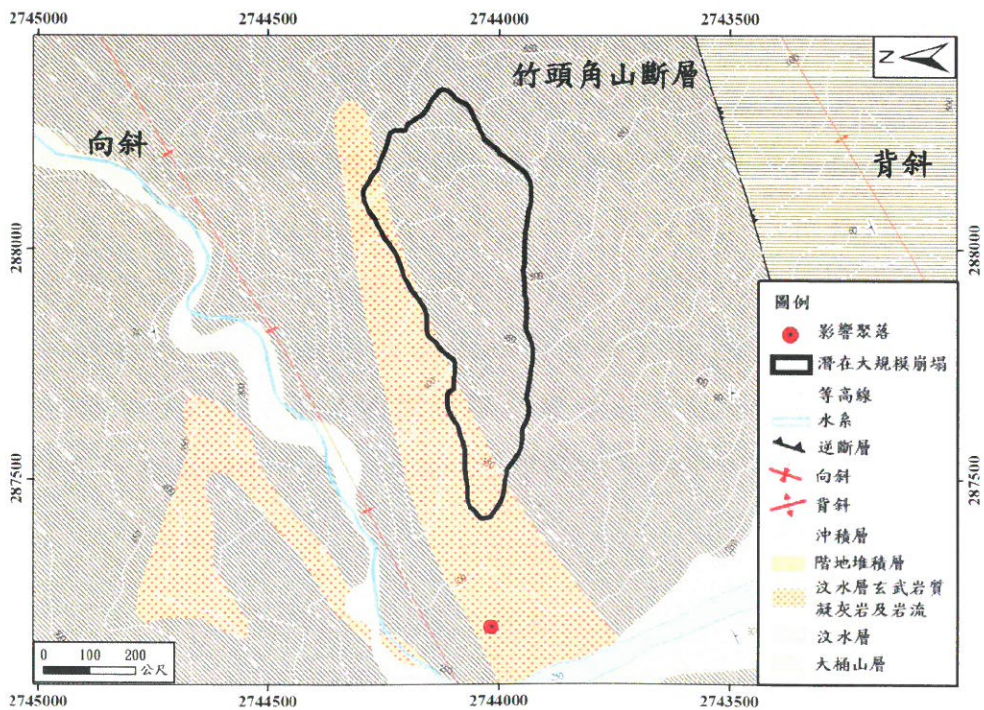 2745000 2744500 2744000 2743500
N
竹頭角山斷層
向斜
背斜
288000 288000
圖例
影響聚落
潛在大規模崩塌
等高線
水系
逆斷層
向斜
背斜
沖積層
階地堆積層
汶水層玄武岩質
凝灰岩及岩流
汶水層
大桶山層
287500 287500
0 100 200
公尺
2745000 2744500 2744000 2743500